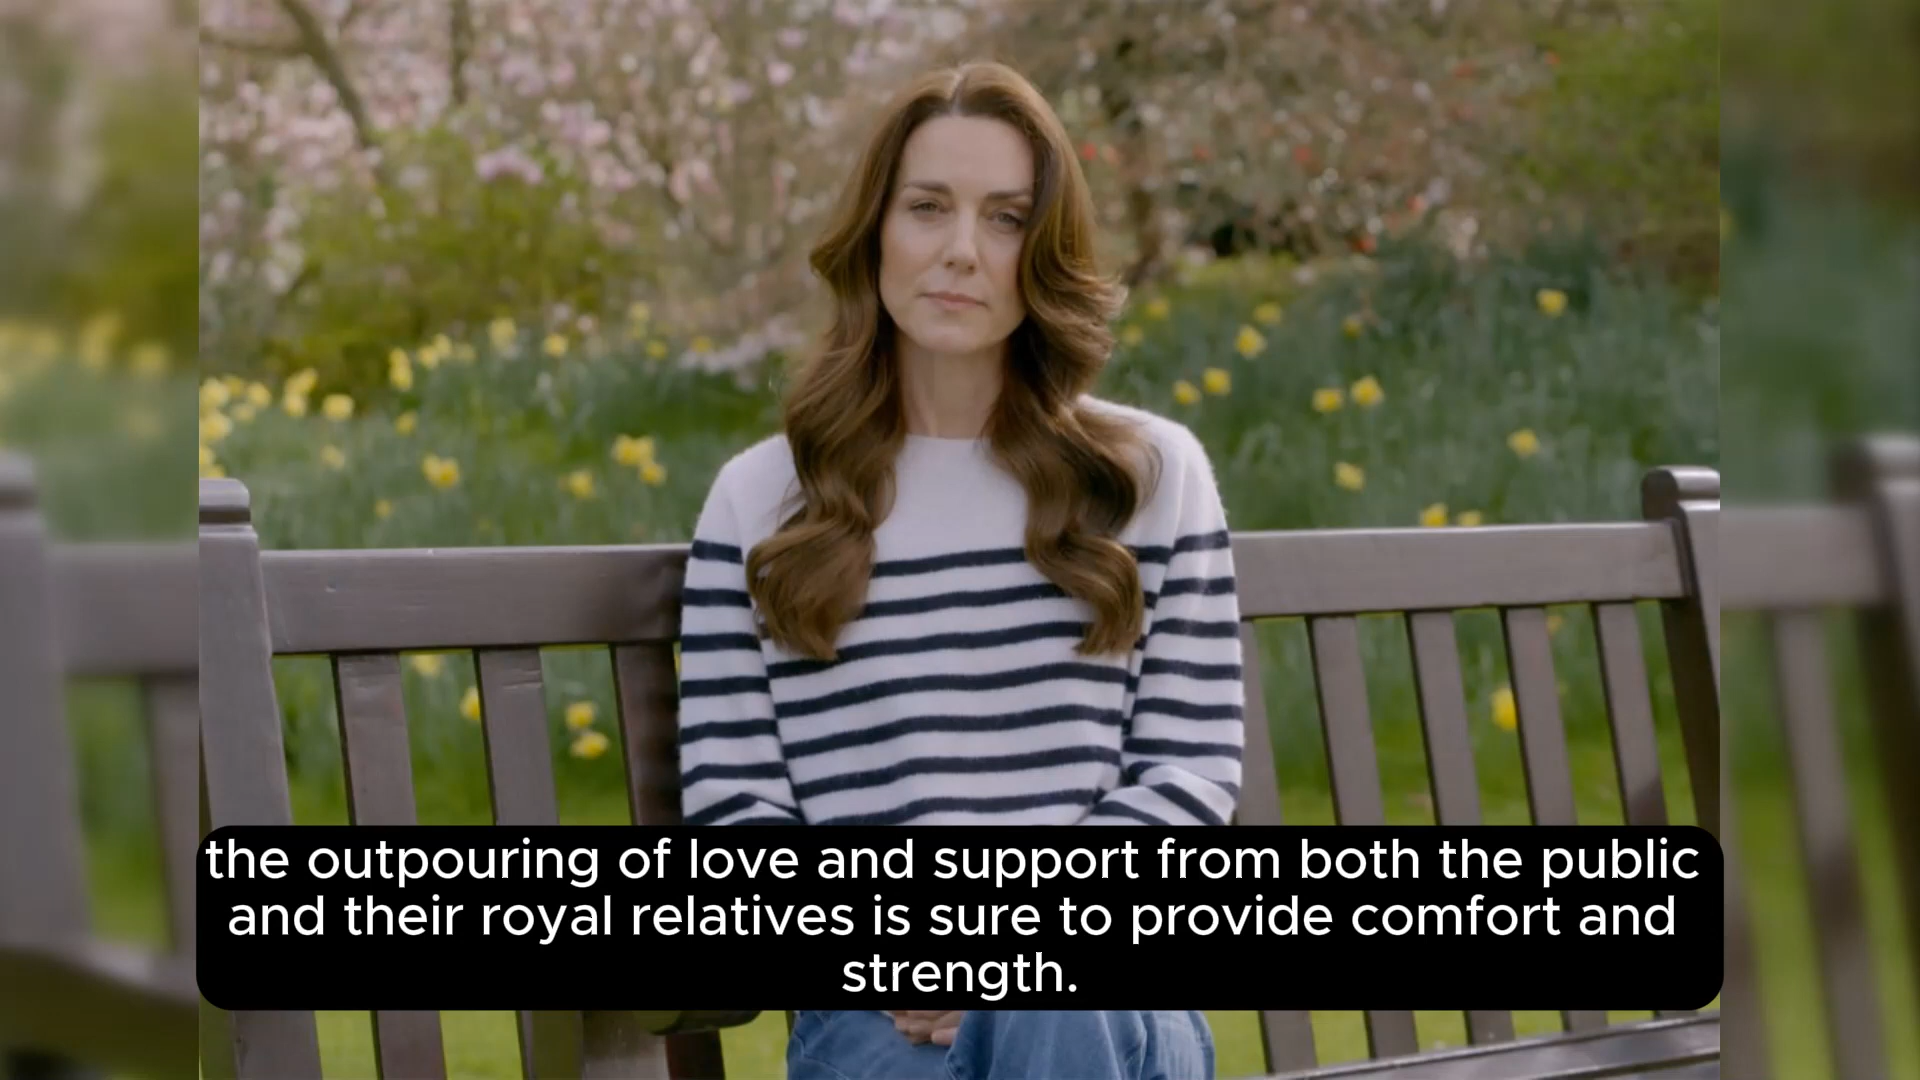 the outpouring of love and support from both the public
and their royal relatives is sure to provide comfort and
strength.